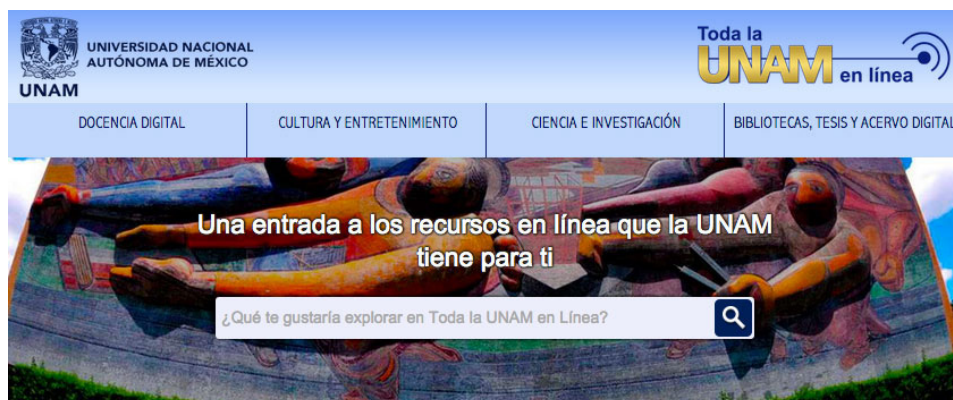 UNIVERSIDAD NACIONAL
AUTÓNOMA DE MÉXICO
UNAM
Toda la
UNAM
en línea
DOCENCIA DIGITAL
CULTURA Y ENTRETENIMIENTO
CIENCIA E INVESTIGACIÓN
BIBLIOTECAS, TESIS Y ACERVO DIGITAL
Una entrada a los recursos en línea que la UNAM
tiene para ti
¿Qué te gustaría explorar en Toda la UNAM en Línea?